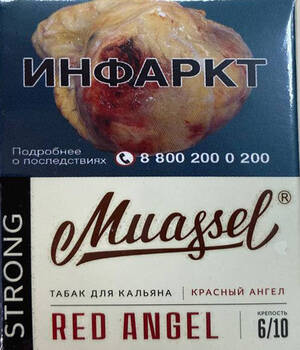 ИНФАРКТ
Подробнее
о последствиях 8 800 200 0 200
STRONG
Muassel®
ТАБАК ДЛЯ КАЛЬЯНА | КРАСНЫЙ АНГЕЛ
RED ANGEL
КРЕПОСТЬ
6/10